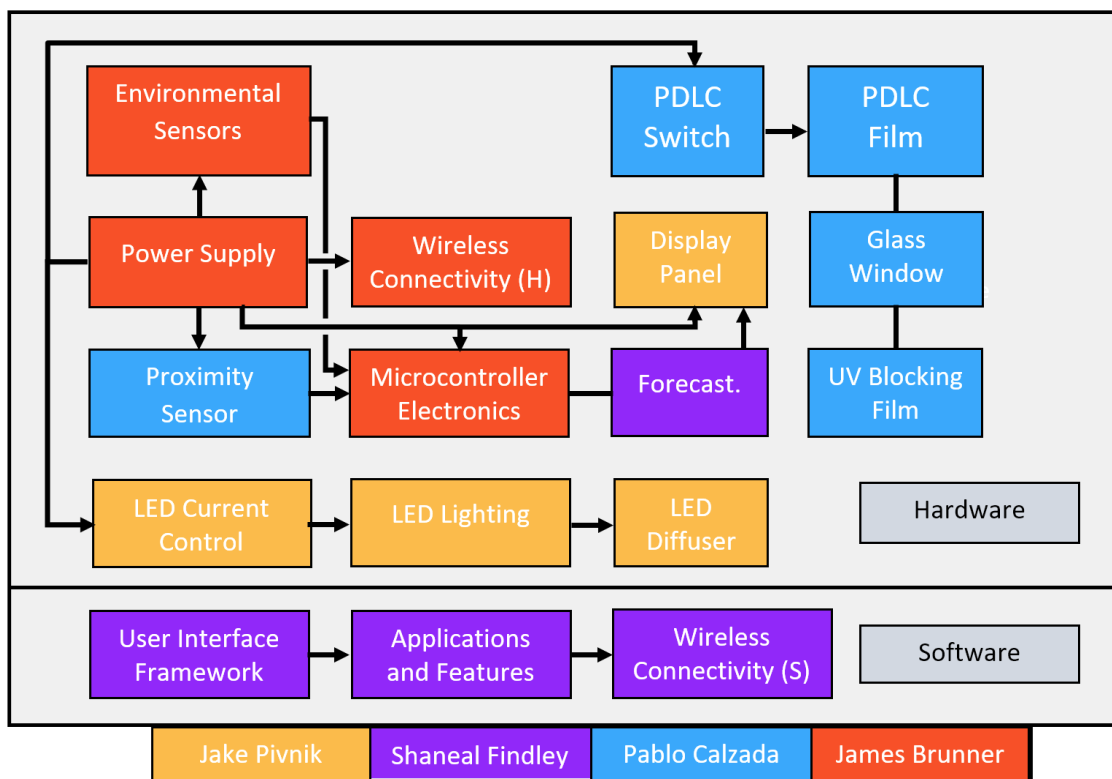 Environmental
Sensors
PDLC
Switch
PDLC
Film
Power Supply
Wireless
Connectivity (H)
Display
Panel
Glass
Window
Proximity
Sensor
Microcontroller
Electronics
Forecast.
UV Blocking
Film
LED Current
Control
LED Lighting
LED
Diffuser
Hardware
User Interface
Framework
Applications
and Features
Wireless
Connectivity (S)
Software
Jake Pivnik
Shaneal Findley
Pablo Calzada
James Brunner